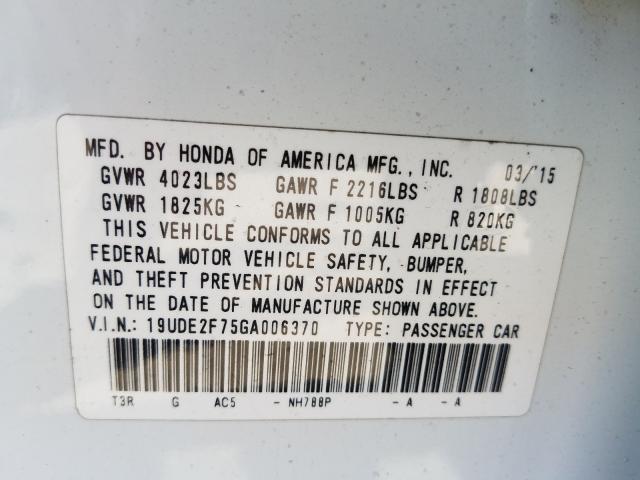 MFD. BY HONDA OF AMERICA MFG., INC. 03/'15
GVWR 4023LBS GAWR F 2216LBS R 1808LBS
GVWR 1825KG GAWR F 1005KG R 820KG
THIS VEHICLE CONFORMS TO ALL APPLICABLE
FEDERAL MOTOR VEHICLE SAFETY, BUMPER,
AND THEFT PREVENTION STANDARDS IN EFFECT
ON THE DATE OF MANUFACTURE SHOWN ABOVE.
V.I.N.: 19UDE2F75GA006370 TYPE: PASSENGER CAR
T3R G AC5 - NH788P - A - A